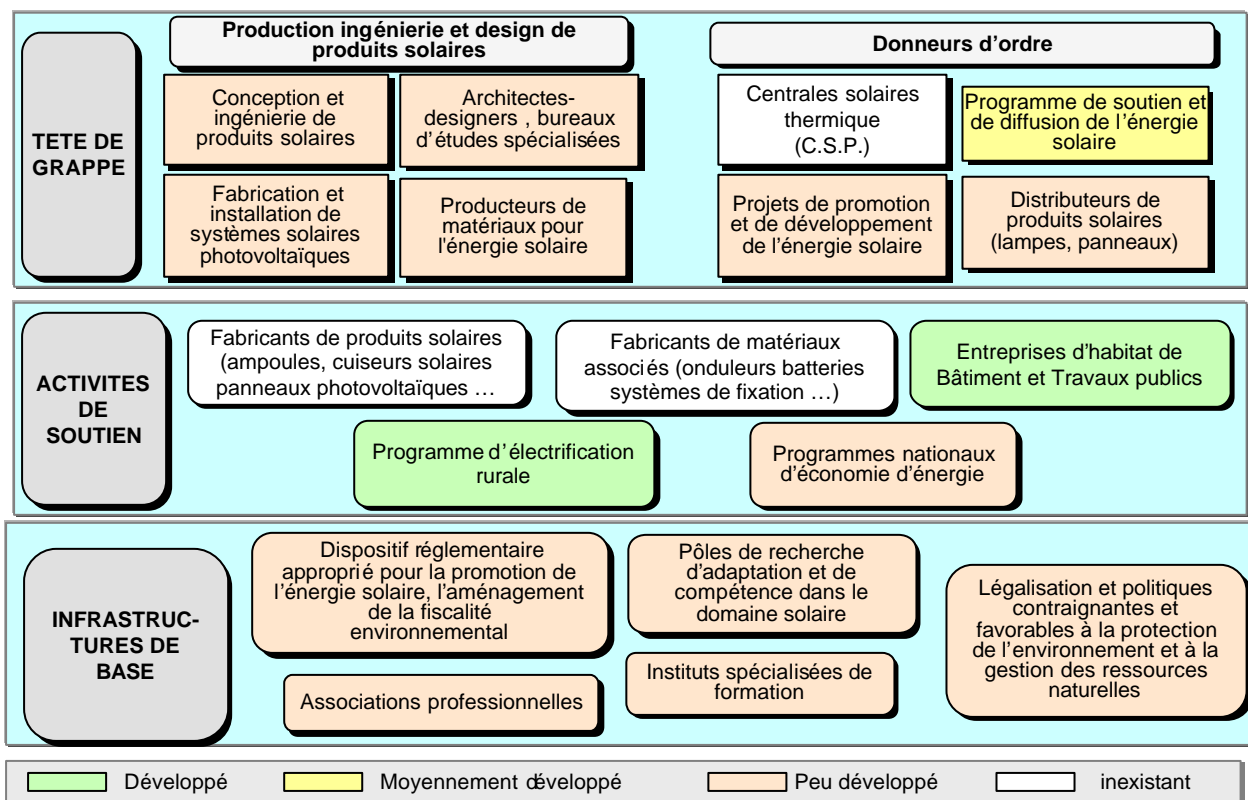 Production ingénierie et design de
produits solaires
Donneurs d'ordre
TETE DE
GRAPPE
Conception et
ingénierie de
produits solaires
Architectes-
designers , bureaux
d'études spécialisées
Centrales solaires
thermique
(C.S.P.)
Programme de soutien et
de diffusion de l'énergie
solaire
Fabrication et
installation de
systèmes solaires
photovoltaïques
Producteurs de
matériaux pour
l'énergie solaire
Projets de promotion
et de développement
de l'énergie solaire
Distributeurs de
produits solaires
(lampes, panneaux)
ACTIVITES
DE
SOUTIEN
Fabricants de produits solaires
(ampoules, cuiseurs solaires
panneaux photovoltaïques ...
Fabricants de matériaux
associés (onduleurs batteries
systèmes de fixation ...)
Entreprises d'habitat de
Bâtiment et Travaux publics
Programme d'électrification
rurale
Programmes nationaux
d'économie d'énergie
INFRASTRUC-
TURES DE
BASE
Dispositif réglementaire
approprié pour la promotion de
l'énergie solaire, l'aménagement
de la fiscalité
environnemental
Pôles de recherche
d'adaptation et de
compétence dans le
domaine solaire
Légalisation et politiques
contraignantes et
favorables à la protection
de l'environnement et à la
gestion des ressources
naturelles
Associations professionnelles
Instituts spécialisées de
formation
Développé
Moyennement développé
Peu développé
inexistant